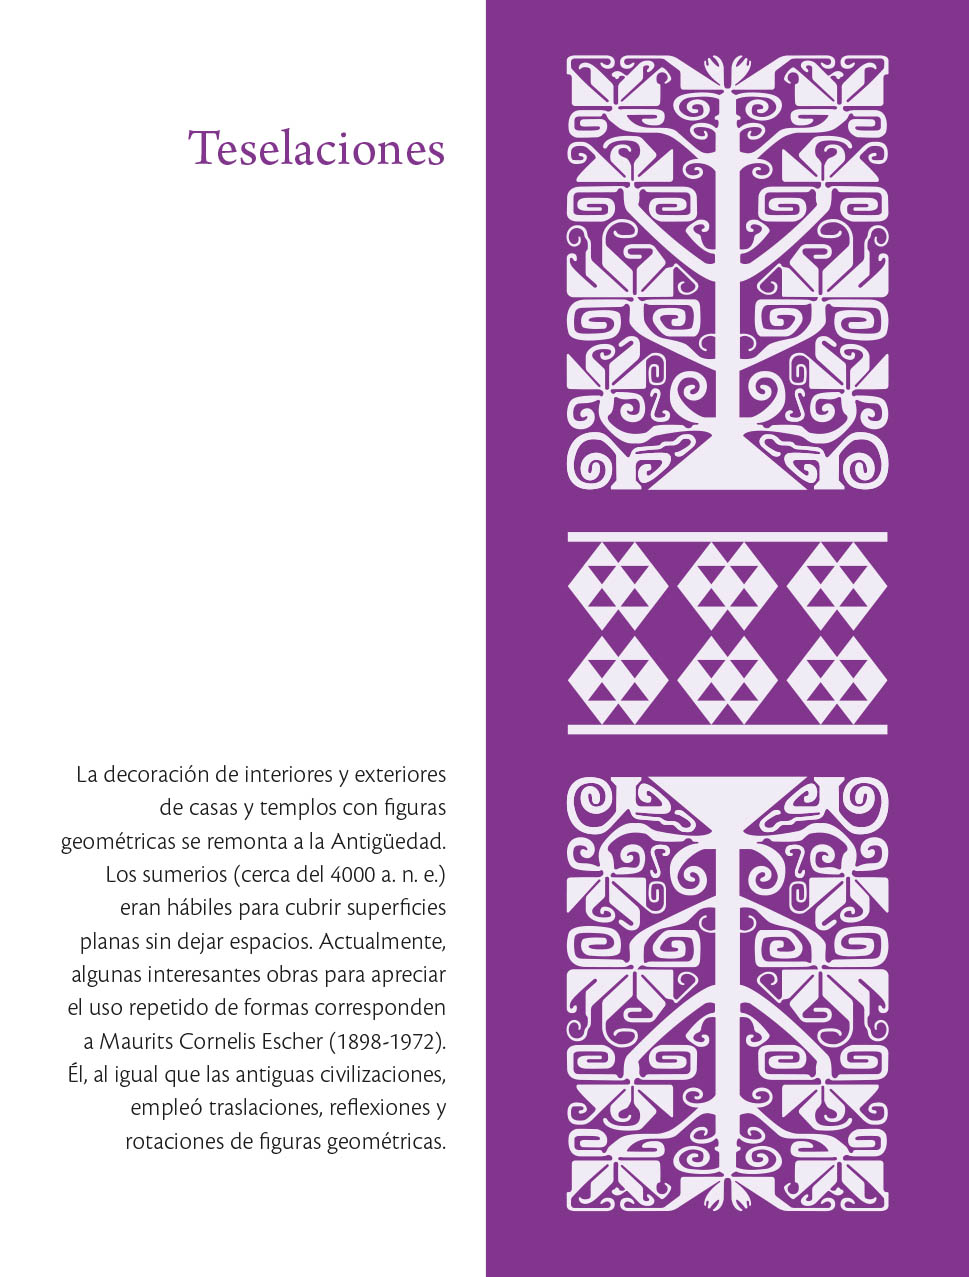 Teselaciones
La decoración de interiores y exteriores
de casas y templos con figuras
geométricas se remonta a la Antigüedad.
Los sumerios (cerca del 4000 a. n. e.)
eran hábiles para cubrir superficies
planas sin dejar espacios. Actualmente,
algunas interesantes obras para apreciar
el uso repetido de formas corresponden
a Maurits Cornelis Escher (1898-1972).
Él, al igual que las antiguas civilizaciones,
empleó traslaciones, reflexiones y
rotaciones de figuras geométricas.